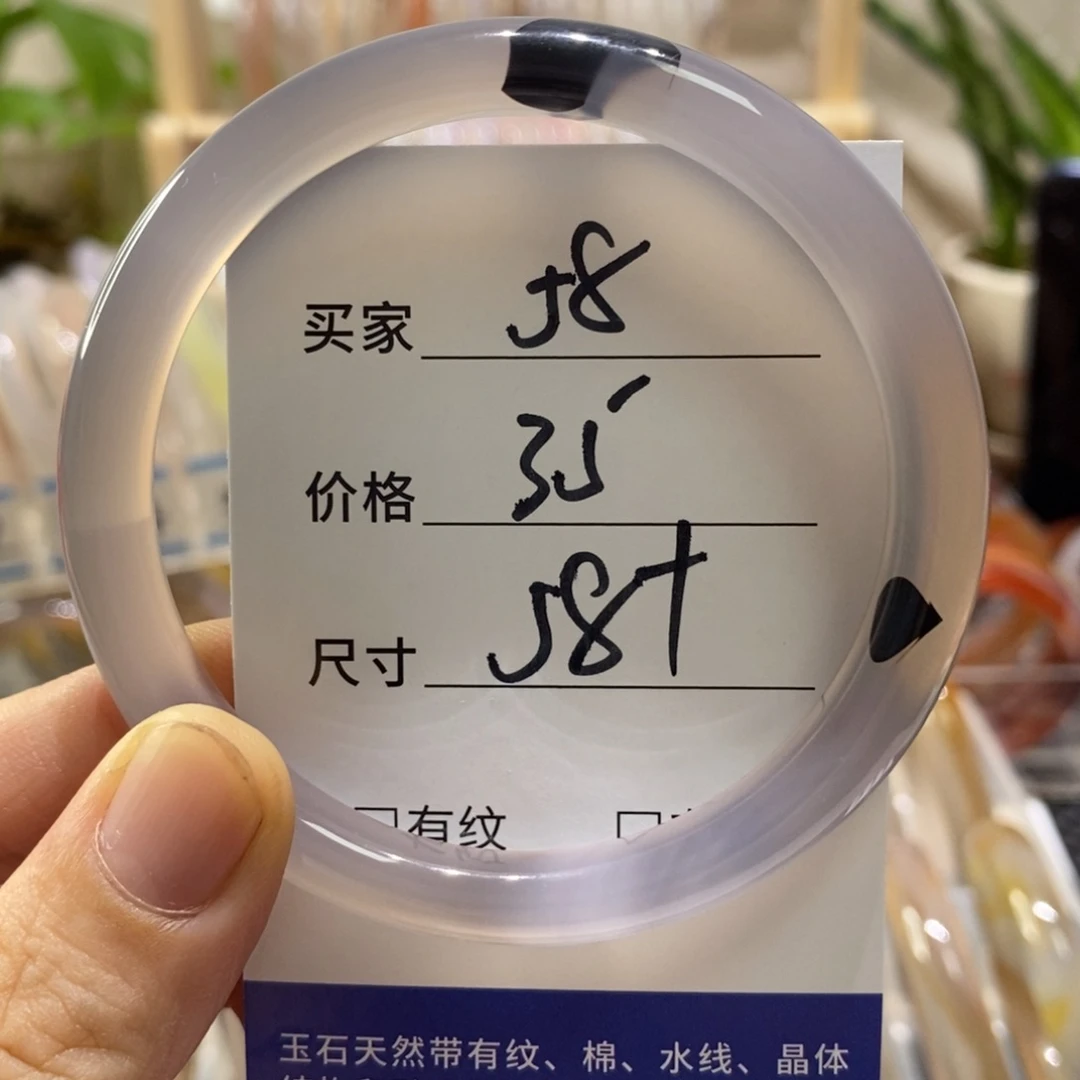 买家 58
价格 35
尺寸 58+
有纹
玉石天然带有纹、棉、水线、晶体